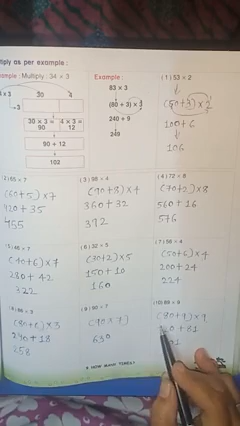 tiply as per example :
ample : Multiply : 34 × 3
30 4
× 3
30 × 3 = 90
4 × 3 = 12
90 + 12
102
Example :
83 × 3
(80 + 3) × 3
240 + 9
249
(1) 53 × 2
(50+3) × 2
100+6
106
(2) 65 × 7
(60+5) × 7
420 + 35
455
(3) 98 × 4
(90+8) × 4
360 + 32
392
(4) 72 × 8
(70+2) × 8
560 + 16
576
(5) 46 × 7
(40+6) × 7
280 + 42
322
(6) 32 × 5
(30+2) × 5
150 + 10
160
(7) 56 × 4
(50+6) × 4
200 + 24
224
(8) 86 × 3
(80+6) × 3
240 + 18
258
(9) 90 × 7
(90 × 7)
630
(10) 89 × 9
(80+9) × 9
+ 81
HOW MANY TIMES?